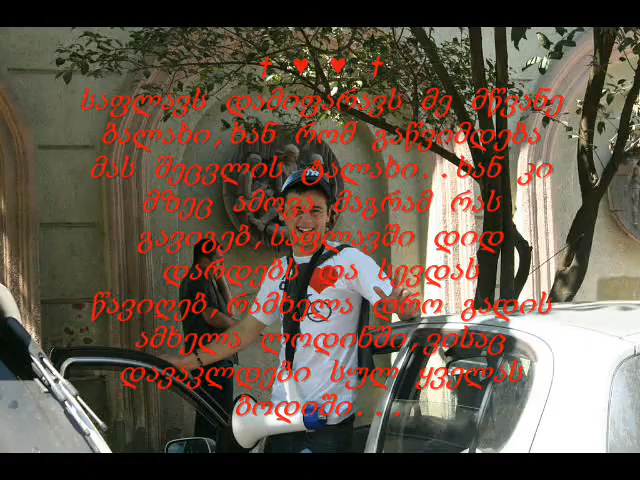 † ♥ ♥ †
საფლავს დამიფარავს მე მწვანე
ბალახი,ხან რომ გაწვიმდება
მას შეცვლის ტალახი..ხან კი
მზეც ამოვა მაგრამ რას
გავიგებ,საფლავში დიდ
დარდებს და სევდას
წავიღებ,რამხელა დრო გადის
ამხელა ლოდინში,ვისაც
დავაკლდები სულ ყველას
ბოდიში...